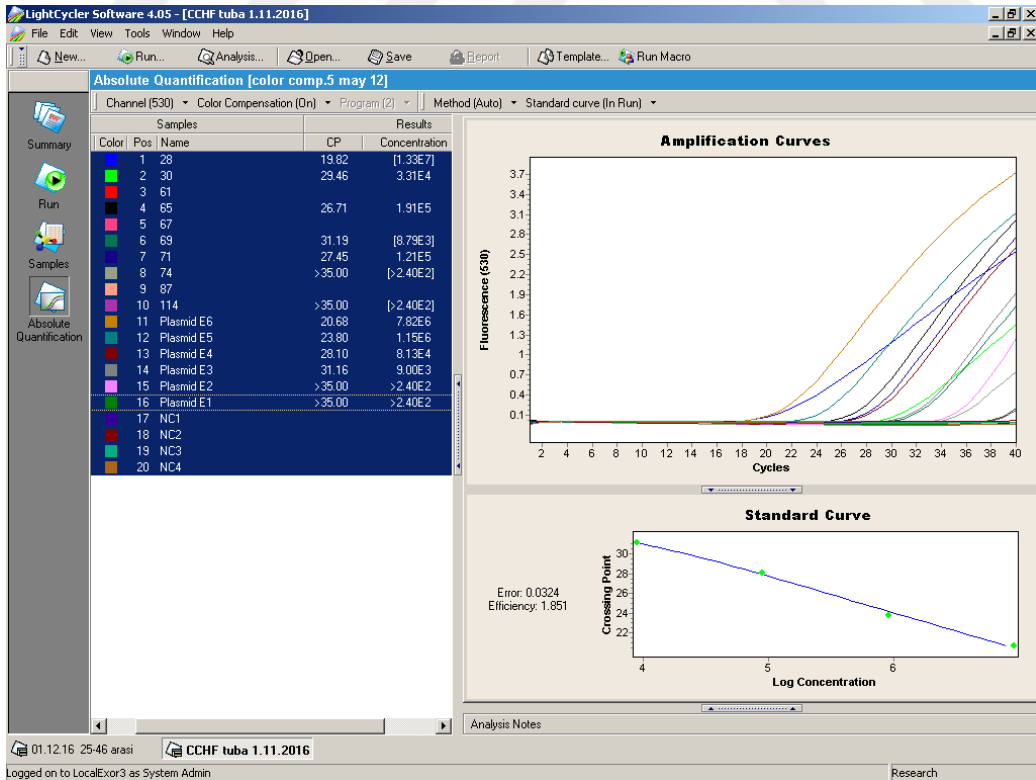 LightCycler Software 4.05 - [CCHF tuba 1.11.2016]
File Edit View Tools Window Help
New... Run... Analysis... Open... Save Report Template... Run Macro
Absolute Quantification [color comp.5 may 12]
Channel (530) Color Compensation (On) Program (2) Method (Auto) Standard curve (In Run)
Summary
Run
Samples
Absolute
Quantification
Samples Results
Color Pos Name CP Concentration
1 28 19.82 [1.33E7]
2 30 29.46 3.31E4
3 61
4 65 26.71 1.91E5
5 67
6 69 31.19 [8.79E3]
7 71 27.45 1.21E5
8 74 >35.00 [>2.40E2]
9 87
10 114 >35.00 [>2.40E2]
11 Plasmid E6 20.68 7.82E6
12 Plasmid E5 23.80 1.15E6
13 Plasmid E4 28.10 8.13E4
14 Plasmid E3 31.16 9.00E3
15 Plasmid E2 >35.00 >2.40E2
16 Plasmid E1 >35.00 >2.40E2
17 NC1
18 NC2
19 NC3
20 NC4
Amplification Curves
Fluorescence (530)
3.7
3.4
3.1
2.8
2.5
2.2
1.9
1.6
1.3
1
0.7
0.4
0.1
2 4 6 8 10 12 14 16 18 20 22 24 26 28 30 32 34 36 38 40
Cycles
Standard Curve
Error: 0.0324
Efficiency: 1.851
Crossing Point
30
28
26
24
22
4 5 6
Log Concentration
Analysis Notes
01.12.16 25-46 arasi CCHF tuba 1.11.2016
Logged on to LocalExor3 as System Admin Research